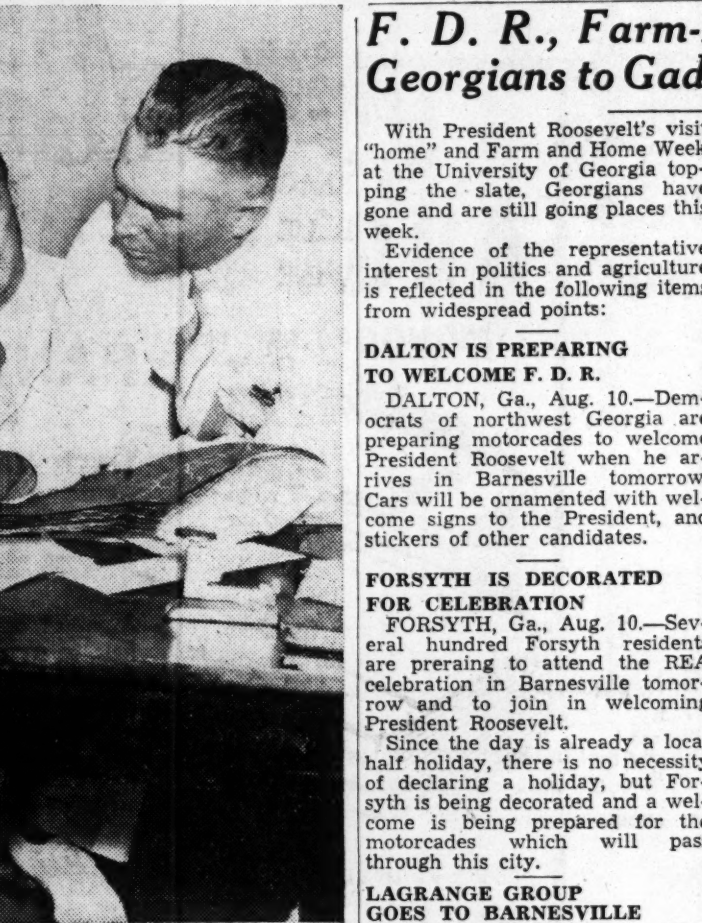 F. D. R., Farm-
Georgians to Gad
With President Roosevelt's visi
"home" and Farm and Home Week
at the University of Georgia top-
ping the slate, Georgians have
gone and are still going places this
week.
Evidence of the representative
interest in politics and agriculture
is reflected in the following items
from widespread points:
DALTON IS PREPARING
TO WELCOME F. D. R.
DALTON, Ga., Aug. 10.—Dem-
ocrats of northwest Georgia are
preparing motorcades to welcome
President Roosevelt when he ar-
rives in Barnesville tomorrow
Cars will be ornamented with wel-
come signs to the President, and
stickers of other candidates.
FORSYTH IS DECORATED
FOR CELEBRATION
FORSYTH, Ga., Aug. 10.—Sev-
eral hundred Forsyth resident
are preraing to attend the REA
celebration in Barnesville tomor-
row and to join in welcoming
President Roosevelt.
Since the day is already a loca
half holiday, there is no necessity
of declaring a holiday, but For-
syth is being decorated and a wel-
come is being prepared for the
motorcades which will pas
through this city.
LAGRANGE GROUP
GOES TO BARNESVILLE